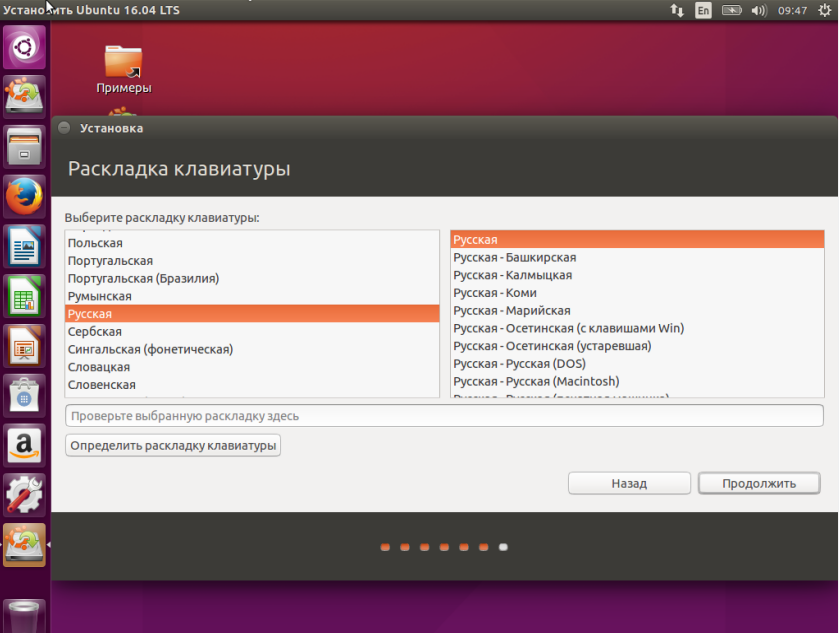 Установить Ubuntu 16.04 LTS
En
09:47
Примеры
Установка
Раскладка клавиатуры
Выберите раскладку клавиатуры:
Польская
Португальская
Португальская (Бразилия)
Румынская
Русская
Сербская
Сингальская (фонетическая)
Словацкая
Словенская
Русская
Русская - Башкирская
Русская - Калмыцкая
Русская - Коми
Русская - Марийская
Русская - Осетинская (с клавишами Win)
Русская - Осетинская (устаревшая)
Русская - Русская (DOS)
Русская - Русская (Macintosh)
Проверьте выбранную раскладку здесь
Определить раскладку клавиатуры
Назад
Продолжить